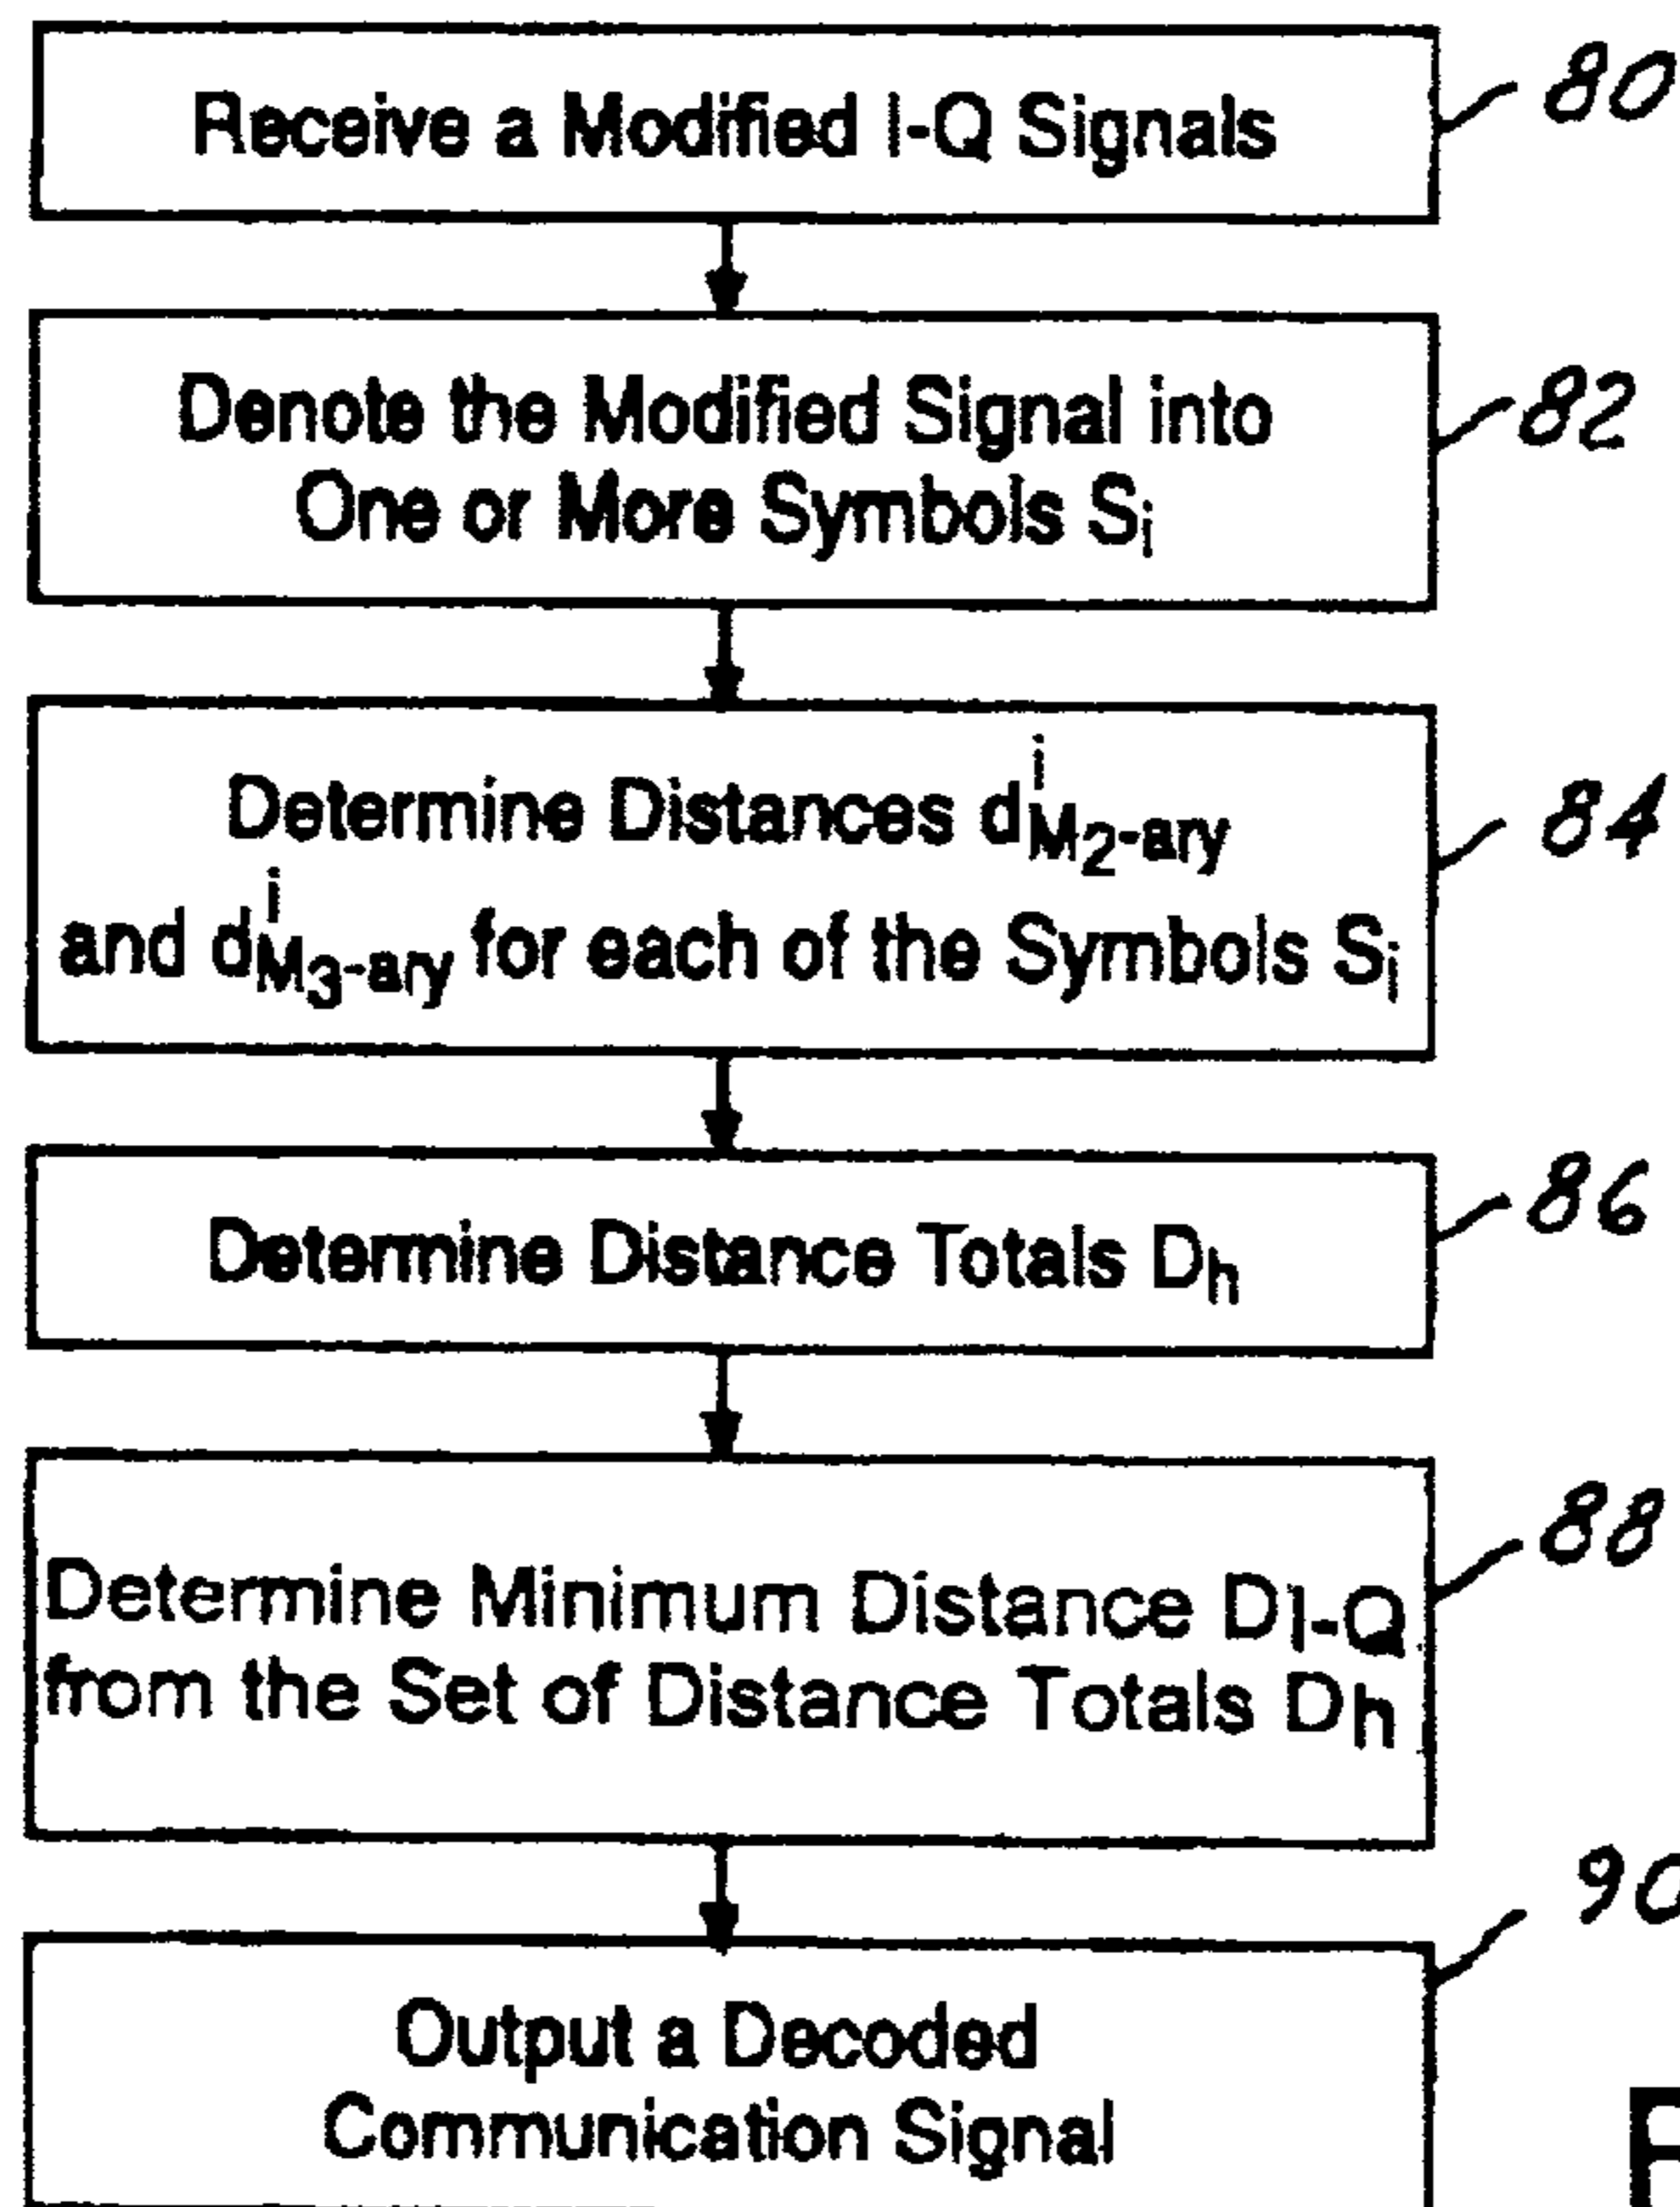 Receive a Modified I-Q Signals
80
Denote the Modified Signal into
One or More Symbols Si
82
Determine Distances d^i M2-ary
and d^i M3-ary for each of the Symbols Si
84
Determine Distance Totals Dh
86
Determine Minimum Distance DI-Q
from the Set of Distance Totals Dh
88
Output a Decoded
Communication Signal
90